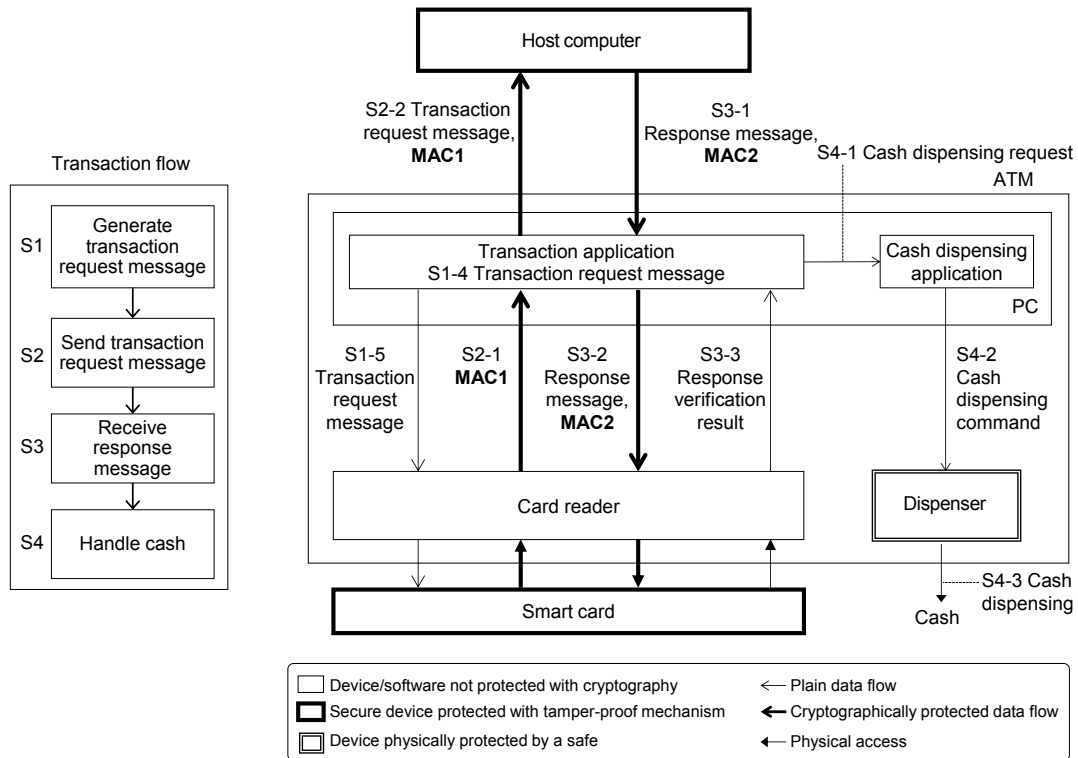 Host computer
S2-2 Transaction
request message,
MAC1
S3-1
Response message,
MAC2
S4-1 Cash dispensing request
ATM
Transaction flow
S1
Generate
transaction
request message
S2
Send transaction
request message
S3
Receive
response
message
S4
Handle cash
Transaction application
S1-4 Transaction request message
Cash dispensing
application
PC
S1-5
Transaction
request
message
S2-1
MAC1
S3-2
Response
message,
MAC2
S3-3
Response
verification
result
S4-2
Cash
dispensing
command
Card reader
Dispenser
S4-3 Cash
dispensing
Cash
Smart card
Device/software not protected with cryptography
Plain data flow
Secure device protected with tamper-proof mechanism
Cryptographically protected data flow
Device physically protected by a safe
Physical access